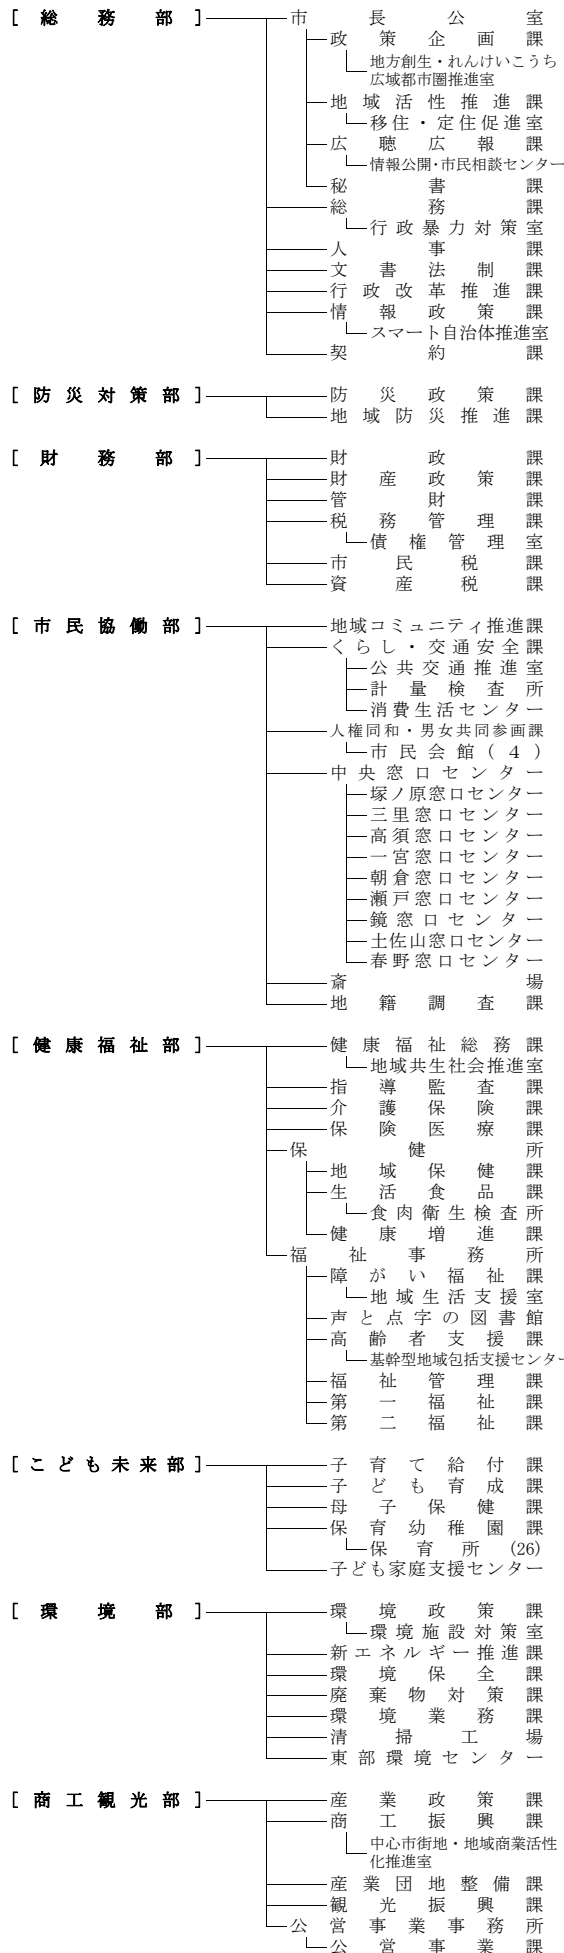 ［総務部］市長公室
政策企画課
地方創生・れんけいこうち
広域都市圏推進室
地域活性推進課
移住・定住促進室
広聴広報課
情報公開・市民相談センター
秘書課
総務課
行政暴力対策室
人事課
文書法制課
行政改革推進課
情報政策課
スマート自治体推進室
契約課
［防災対策部］防災政策課
地域防災推進課
［財務部］財政課
財産政策課
管財課
税務管理課
債権管理室
市民税課
資産税課
［市民協働部］地域コミュニティ推進課
くらし・交通安全課
公共交通推進室
計量検査所
消費生活センター
人権同和・男女共同参画課
市民会館(4)
中央窓口センター
塚ノ原窓口センター
三里窓口センター
高須窓口センター
一宮窓口センター
朝倉窓口センター
瀬戸窓口センター
鏡窓口センター
土佐山窓口センター
春野窓口センター
斎場
地籍調査課
［健康福祉部］健康福祉総務課
地域共生社会推進室
指導監査課
介護保険課
保険医療課
保健所
地域保健課
生活食品課
食肉衛生検査所
健康増進課
福祉事務所
障がい福祉課
地域生活支援室
声と点字の図書館
高齢者支援課
基幹型地域包括支援センター
福祉管理課
第一福祉課
第二福祉課
［こども未来部］子育て給付課
子ども育成課
母子保健課
保育幼稚園課
保育所(26)
子ども家庭支援センター
［環境部］環境政策課
環境施設対策室
新エネルギー推進課
環境保全課
廃棄物対策課
環境業務課
清掃工場
東部環境センター
［商工観光部］産業政策課
商工振興課
中心市街地・地域商業活性
化推進室
産業団地整備課
観光振興課
公営事業事務所
公営事業課